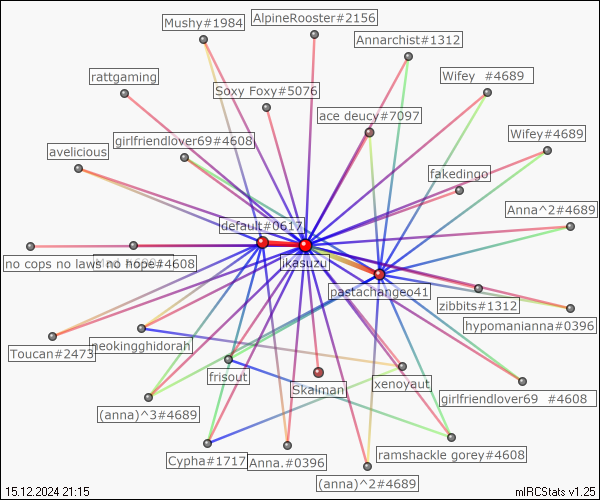 AlpineRooster#2156
Mushy#1984
Annarchist#1312
rattgaming
Wifey  #4689
Soxy Foxy#5076
ace deucy#7097
girlfriendlover69#4608
Wifey#4689
avelicious
fakedingo
Anna^2#4689
default#0617
jkasuzu
no cops no laws no hope#4608
pastachangeo41
zibbits#1312
hypomanianna#0396
Toucan#2473
neokingghidorah
frisout
Skalman
xenoyaut
girlfriendlover69  #4608
(anna)^3#4689
Cypha#1717
Anna.#0396
ramshackle gorey#4608
(anna)^2#4689
15.12.2024 21:15
mIRCStats v1.25